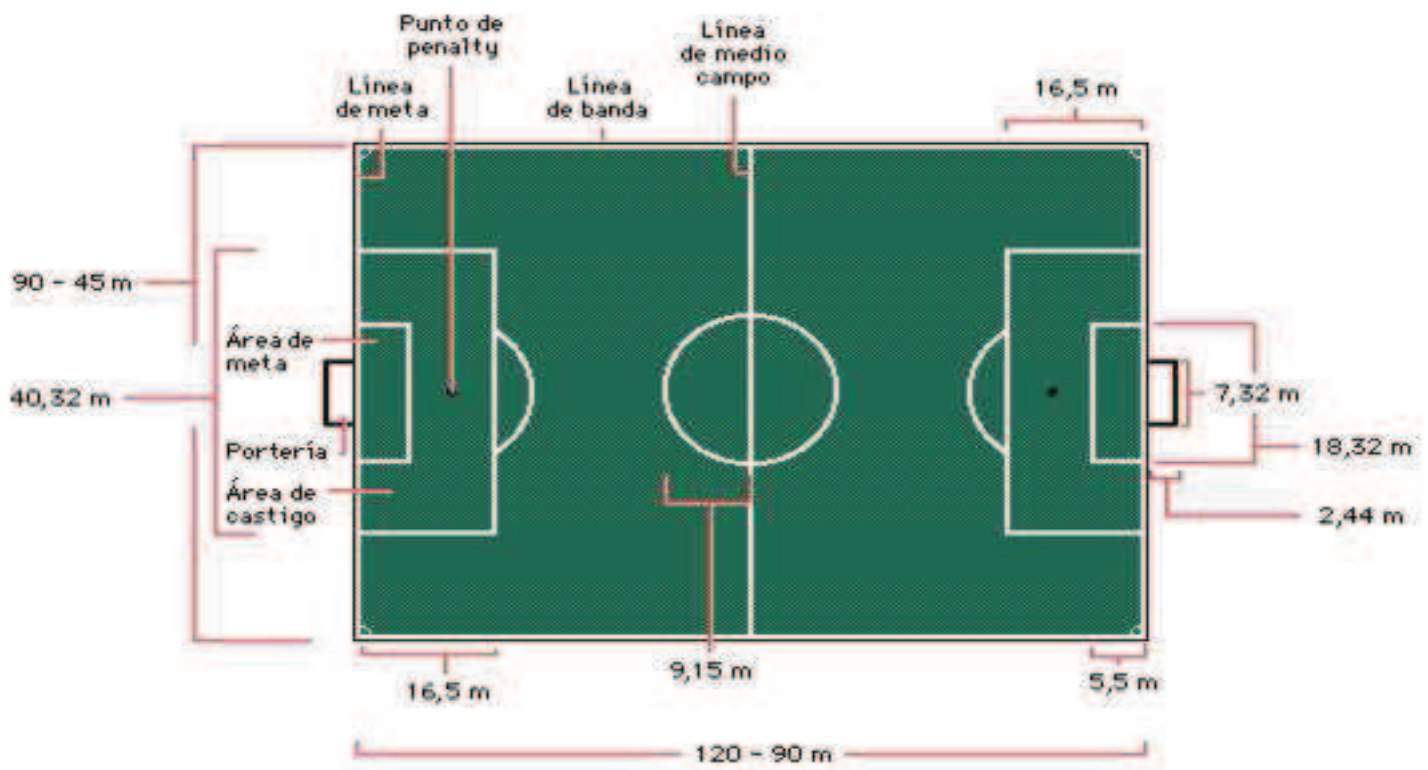 Punto de
penalty
Línea
de medio
campo
Línea
de meta
Línea
de banda
16,5 m
90 - 45 m
Área de
meta
40,32 m
7,32 m
Portería
18,32 m
Área de
castigo
2,44 m
9,15 m
16,5 m
5,5 m
120 - 90 m